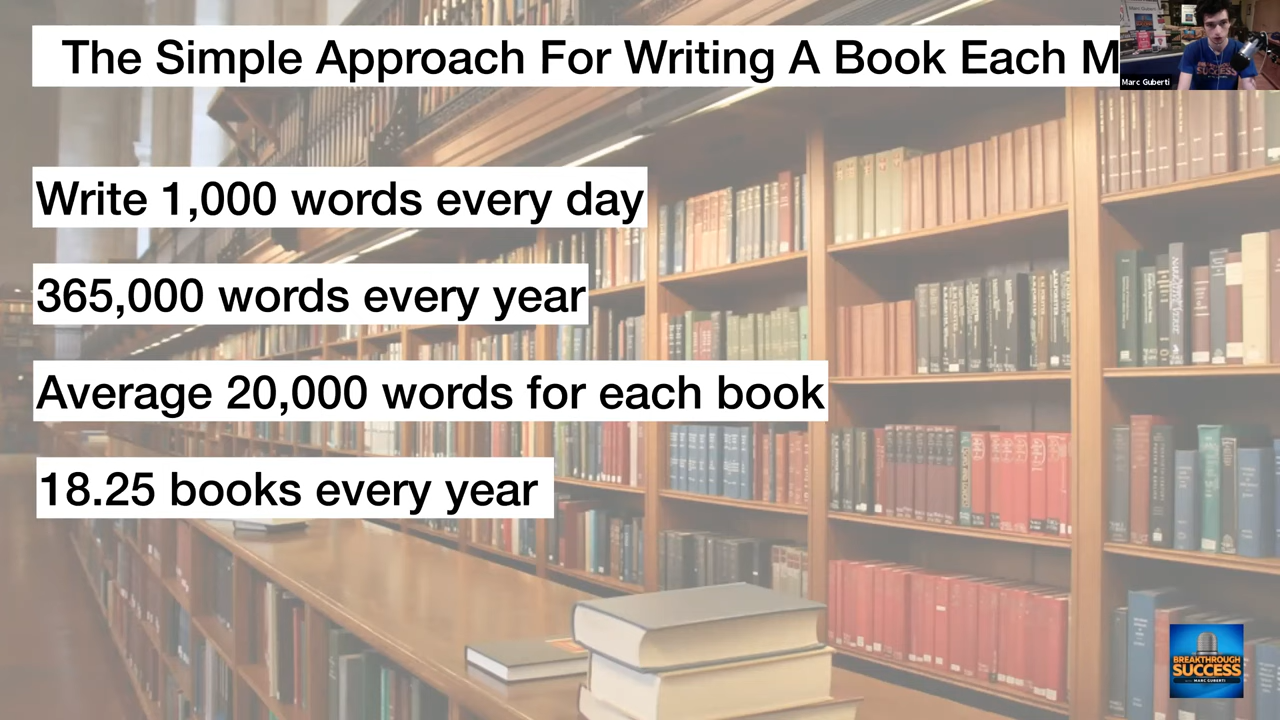 The Simple Approach For Writing A Book Each M
Marc Guberti
Write 1,000 words every day
365,000 words every year
Average 20,000 words for each book
18.25 books every year
BREAKTHROUGH
SUCCESS
WITH MARC GUBERTI